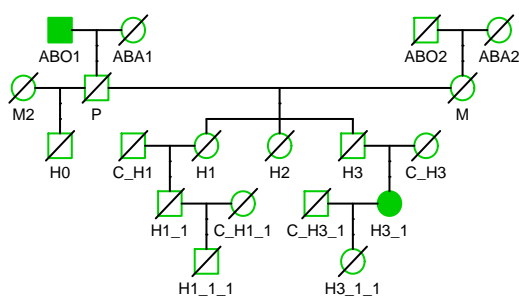 ABO1 ABA1 ABO2 ABA2
M2 P M
H0 C_H1 H1 H2 H3 C_H3
H1_1 C_H1_1 C_H3_1 H3_1
H1_1_1 H3_1_1